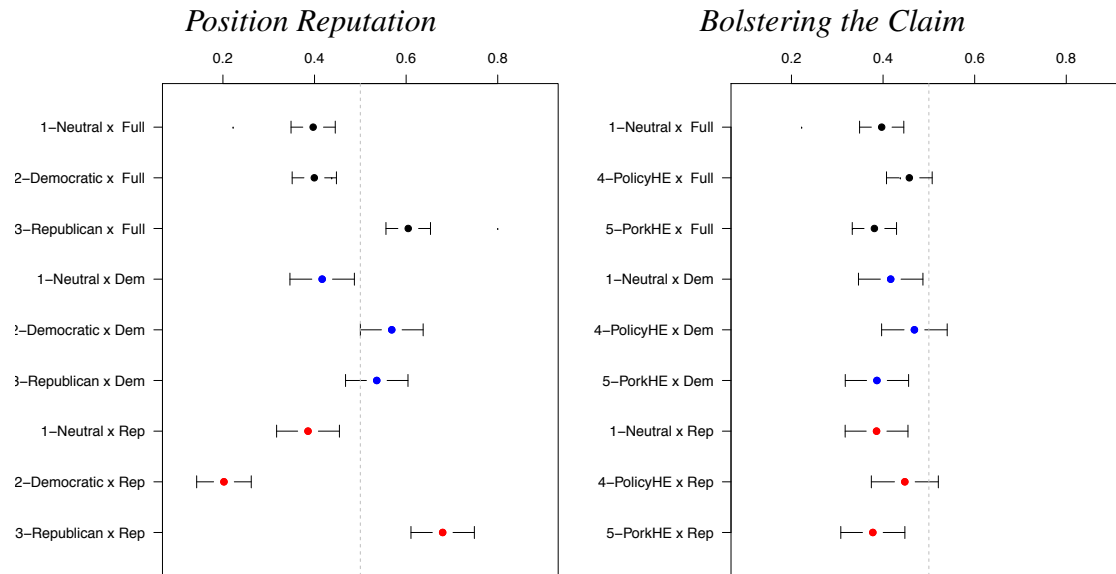 Position Reputation
0.2 0.4 0.6 0.8
1−Neutral x Full
2−Democratic x Full
3−Republican x Full
1−Neutral x Dem
2−Democratic x Dem
3−Republican x Dem
1−Neutral x Rep
2−Democratic x Rep
3−Republican x Rep
Bolstering the Claim
0.2 0.4 0.6 0.8
1−Neutral x Full
4−PolicyHE x Full
5−PorkHE x Full
1−Neutral x Dem
4−PolicyHE x Dem
5−PorkHE x Dem
1−Neutral x Rep
4−PolicyHE x Rep
5−PorkHE x Rep